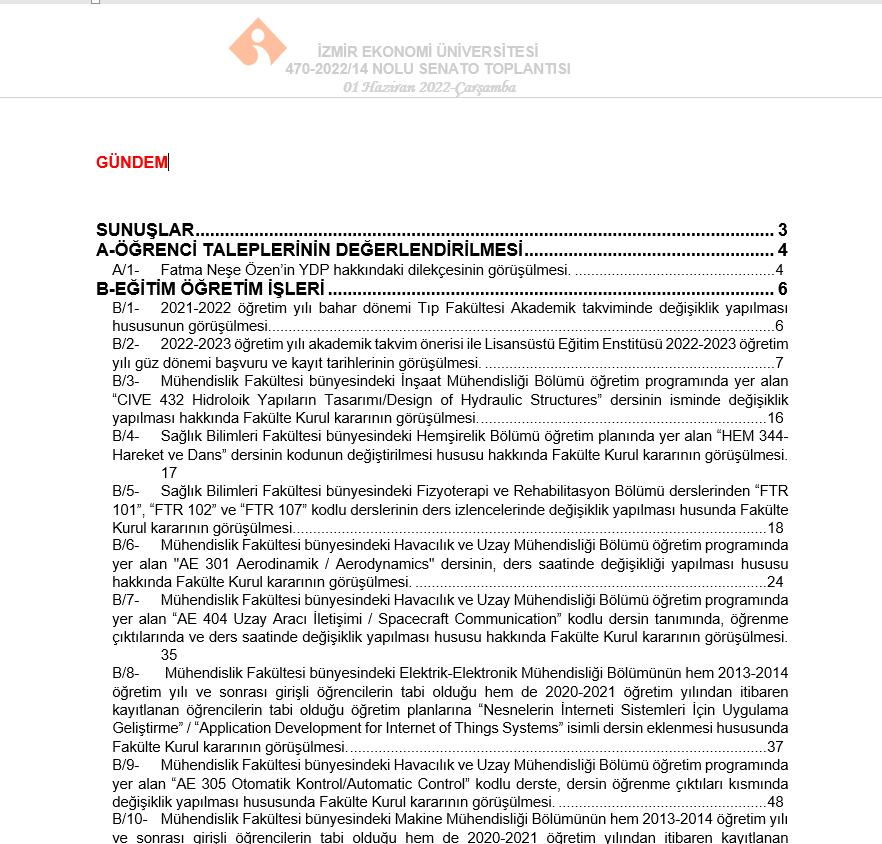 İZMİR EKONOMİ ÜNİVERSİTESİ
470-2022/14 NOLU SENATO TOPLANTISI
01 Haziran 2022-Çarşamba
GÜNDEM
SUNUŞLAR.......... 3
A-ÖĞRENCİ TALEPLERİNİN DEĞERLENDİRİLMESİ.......... 4
A/1- Fatma Neşe Özen’in YDP hakkındaki dilekçesinin görüşülmesi. ..........4
B-EĞİTİM ÖĞRETİM İŞLERİ .......... 6
B/1- 2021-2022 öğretim yılı bahar dönemi Tıp Fakültesi Akademik takviminde değişiklik yapılması
hususunun görüşülmesi..........6
B/2- 2022-2023 öğretim yılı akademik takvim önerisi ile Lisansüstü Eğitim Enstitüsü 2022-2023 öğretim
yılı güz dönemi başvuru ve kayıt tarihlerinin görüşülmesi. ..........7
B/3- Mühendislik Fakültesi bünyesindeki İnşaat Mühendisliği Bölümü öğretim programında yer alan
“CIVE 432 Hidroloik Yapıların Tasarımı/Design of Hydraulic Structures” dersinin isminde değişiklik
yapılması hakkında Fakülte Kurul kararının görüşülmesi..........16
B/4- Sağlık Bilimleri Fakültesi bünyesindeki Hemşirelik Bölümü öğretim planında yer alan “HEM 344-
Hareket ve Dans” dersinin kodunun değiştirilmesi hususu hakkında Fakülte Kurul kararının görüşülmesi.
17
B/5- Sağlık Bilimleri Fakültesi bünyesindeki Fizyoterapi ve Rehabilitasyon Bölümü derslerinden “FTR
101”, “FTR 102” ve “FTR 107” kodlu derslerinin ders izlencelerinde değişiklik yapılması husunda Fakülte
Kurul kararının görüşülmesi..........18
B/6- Mühendislik Fakültesi bünyesindeki Havacılık ve Uzay Mühendisliği Bölümü öğretim programında
yer alan "AE 301 Aerodinamik / Aerodynamics" dersinin, ders saatinde değişikliği yapılması hususu
hakkında Fakülte Kurul kararının görüşülmesi. ..........24
B/7- Mühendislik Fakültesi bünyesindeki Havacılık ve Uzay Mühendisliği Bölümü öğretim programında
yer alan “AE 404 Uzay Aracı İletişimi / Spacecraft Communication” kodlu dersin tanımında, öğrenme
çıktılarında ve ders saatinde değişiklik yapılması hususu hakkında Fakülte Kurul kararının görüşülmesi.
35
B/8- Mühendislik Fakültesi bünyesindeki Elektrik-Elektronik Mühendisliği Bölümünün hem 2013-2014
öğretim yılı ve sonrası girişli öğrencilerin tabi olduğu hem de 2020-2021 öğretim yılından itibaren
kayıtlanan öğrencilerin tabi olduğu öğretim planlarına “Nesnelerin İnterneti Sistemleri İçin Uygulama
Geliştirme” / “Application Development for Internet of Things Systems” isimli dersin eklenmesi hususunda
Fakülte Kurul kararının görüşülmesi..........37
B/9- Mühendislik Fakültesi bünyesindeki Havacılık ve Uzay Mühendisliği Bölümü öğretim programında
yer alan “AE 305 Otomatik Kontrol/Automatic Control” kodlu derste, dersin öğrenme çıktıları kısmında
değişiklik yapılması hususunda Fakülte Kurul kararının görüşülmesi. ..........48
B/10- Mühendislik Fakültesi bünyesindeki Makine Mühendisliği Bölümünün hem 2013-2014 öğretim yılı
ve sonrası girişli öğrencilerin tabi olduğu hem de 2020-2021 öğretim yılından itibaren kayıtlanan